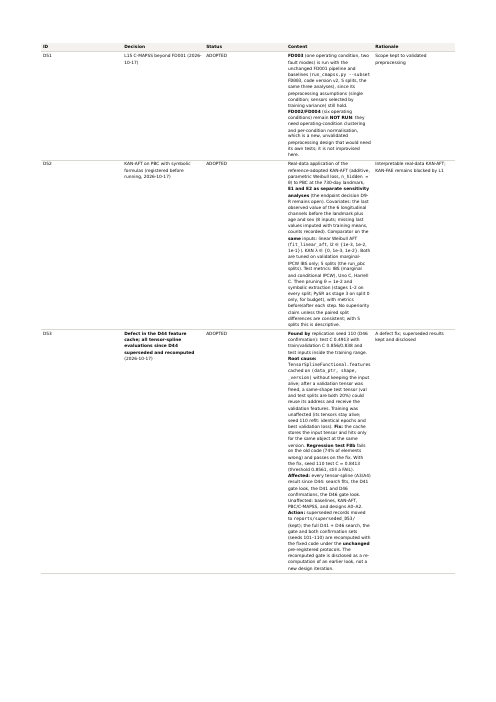 ID Decision Status Content Rationale
D51 L15 C-MAPSS beyond FD001 (2026-10-17) ADOPTED
FD003 (one operating condition, two
fault modes) is run with the
unchanged FD001 pipeline and
baselines (run_cmapss.py --subset
FD003, code version v2, 5 splits, the
same three analyses), since its
preprocessing assumptions (single
condition; sensors selected by
training variance) still hold.
FD002/FD004 (six operating
conditions) remain NOT RUN: they
need operating-condition clustering
and per-condition normalisation,
which is a new, unvalidated
preprocessing design that would need
its own tests; it is not improvised
here.
Scope kept to validated
preprocessing
D52 KAN-AFT on PBC with symbolic
formulas (registered before
running, 2026-10-17)
ADOPTED
Real-data application of the
reference-adapted KAN-AFT (additive,
parametric Weibull loss, n_hidden =
0) to PBC at the 730-day landmark,
E1 and E2 as separate sensitivity
analyses (the endpoint decision D9-
R remains open). Covariates: the last
observed value of the 6 longitudinal
channels before the landmark plus
age and sex (8 inputs; missing last
values imputed with training means,
counts recorded). Comparator on the
same inputs: linear Weibull AFT
(fit_linear_aft, l2 ∈ {1e-3, 1e-2,
1e-1}). KAN λ ∈ {0, 1e-3, 1e-2}. Both
are tuned on validation marginal-
IPCW IBS only; 5 splits (the run_pbc
splits). Test metrics: IBS (marginal
and conditional IPCW), Uno C, Harrell
C. Then pruning θ = 1e-2 and
symbolic extraction (stages 1-2 on
every split; PySR as stage 3 on split 0
only, for budget), with metrics
before/after each step. No superiority
claim unless the paired split
differences are consistent; with 5
splits this is descriptive.
Interpretable real-data KAN-AFT;
KAN-FAE remains blocked by L1
D53 Defect in the D44 feature
cache; all tensor-spline
evaluations since D44
superseded and recomputed
(2026-10-17)
ADOPTED
Found by replication seed 110 (D46
confirmation): test C 0.4913 with
train/validation C 0.856/0.838 and
test inputs inside the training range.
Root cause:
TensorSplineFunctional.features
cached on (data_ptr, shape,
_version) without keeping the input
alive; after a validation tensor was
freed, a same-size test tensor (val
and test splits are both 20%) could
reuse its address and receive the
validation features. Training was
unaffected (its tensors stay alive;
seed 110 refit: identical epochs and
best validation loss). Fix: the cache
stores the input tensor and hits only
for the same object at the same
version. Regression test F8b fails
on the old code (74% of elements
wrong) and passes on the fix. With
the fix, seed 110 test C = 0.8413
(threshold 0.8561, still a FAIL).
Affected: every tensor-spline (A3/A4)
result since D44: search fits, the D41
gate look, the D41 and D46
confirmations, the D46 gate look.
Unaffected: baselines, KAN-AFT,
PBC/C-MAPSS, and designs A0-A2.
Action: superseded records moved
to reports/superseded_D53/
(kept); the full D41 + D46 search, the
gate and both confirmation sets
(seeds 101-110) are recomputed with
the fixed code under the unchanged
pre-registered protocols. The
recomputed gate is disclosed as a re-
computation of an earlier look, not a
new design iteration.
A defect fix; superseded results
kept and disclosed